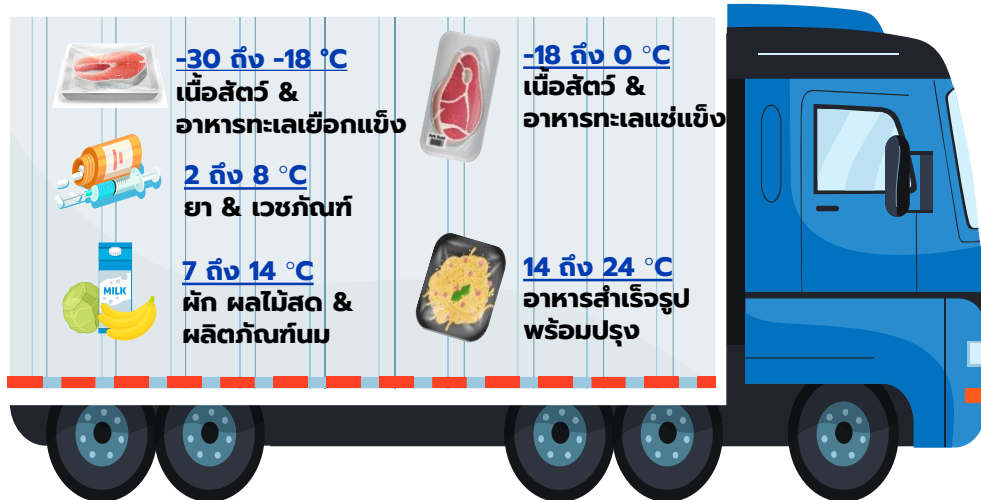 -30 ถึง -18 °C
เนื้อสัตว์ &
อาหารทะเลเยือกแข็ง
2 ถึง 8 °C
ยา & เวชภัณฑ์
MILK
7 ถึง 14 °C
ผัก ผลไม้สด &
ผลิตภัณฑ์นม
-18 ถึง 0 °C
เนื้อสัตว์ &
อาหารทะเลแช่แข็ง
14 ถึง 24 °C
อาหารสำเร็จรูป
พร้อมปรุง